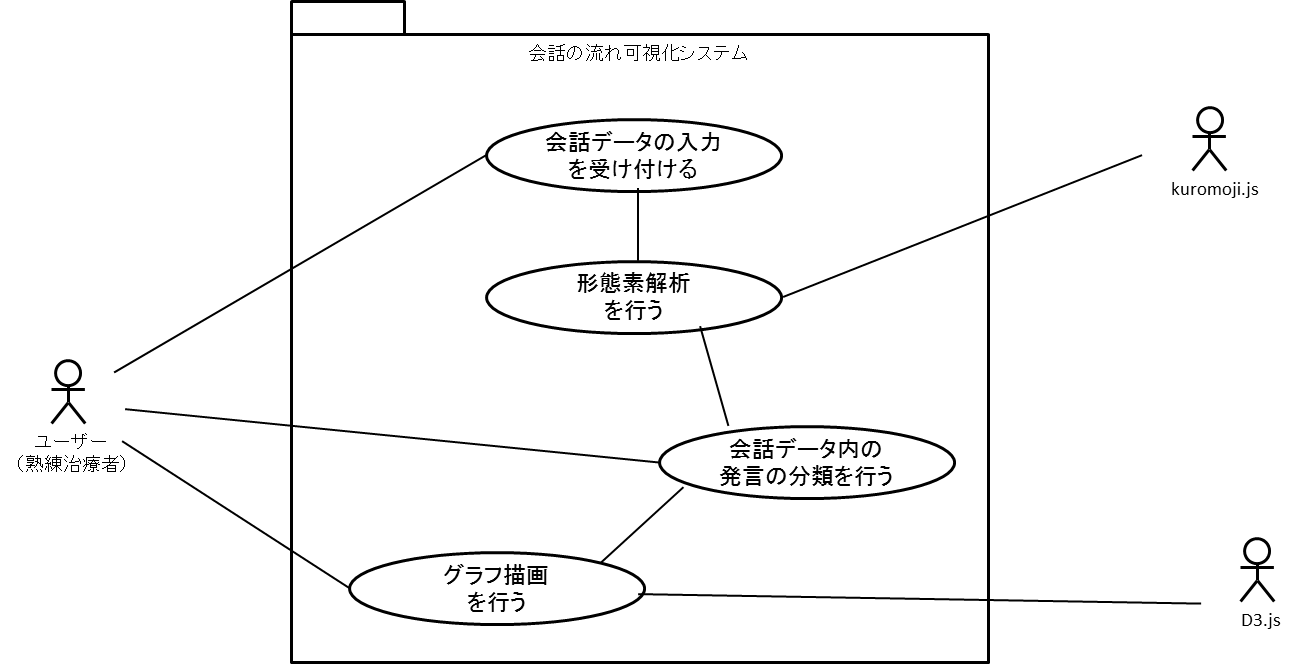 会話の流れ可視化システム
会話データの入力
を受け付ける
kuromoji.js
形態素解析
を行う
ユーザー
（熟練治療者）
会話データ内の
発言の分類を行う
グラフ描画
を行う
D3.js